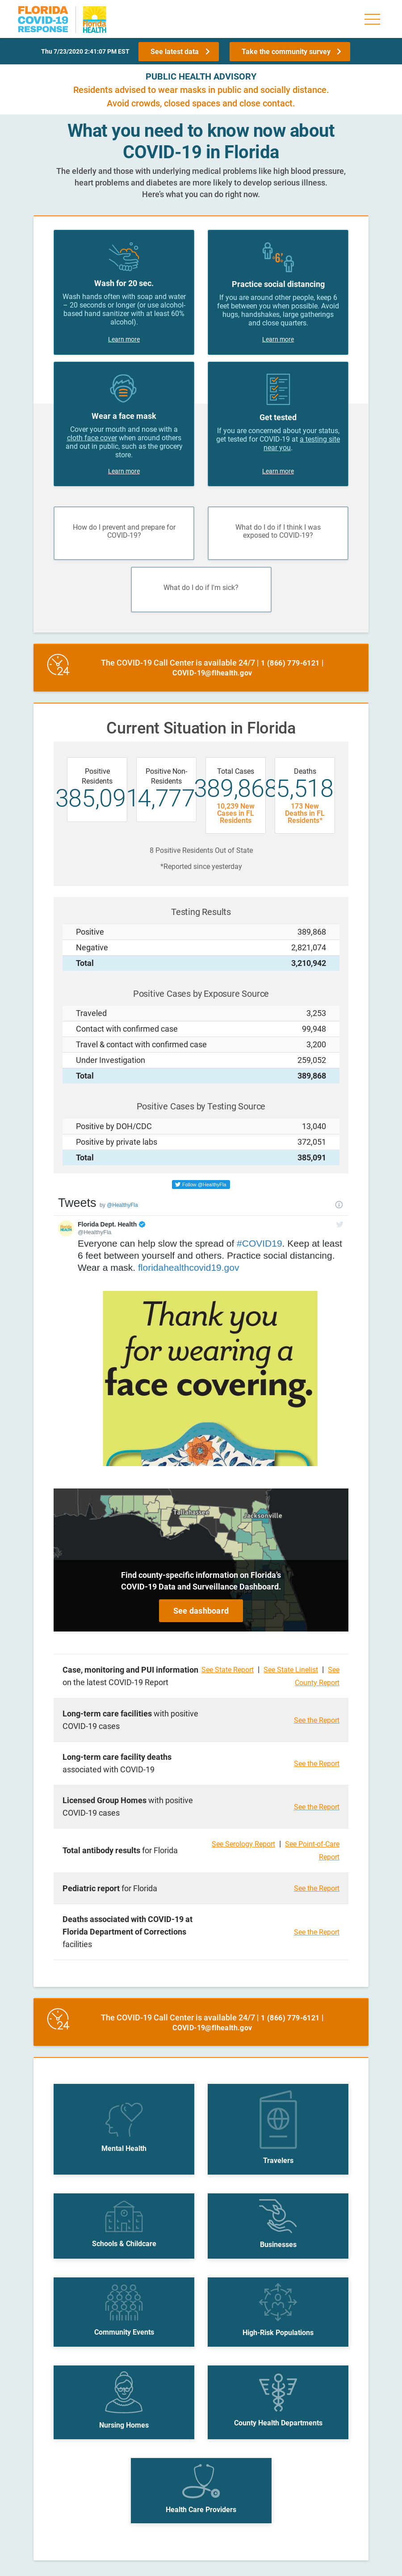 FLORIDA
COVID-19
RESPONSE
Florida
HEALTH
Thu 7/23/2020 2:41:07 PM EST
See latest data
Take the community survey
PUBLIC HEALTH ADVISORY
Residents advised to wear masks in public and socially distance.
Avoid crowds, closed spaces and close contact.
What you need to know now about
COVID-19 in Florida
The elderly and those with underlying medical problems like high blood pressure,
heart problems and diabetes are more likely to develop serious illness.
Here's what you can do right now.
Wash for 20 sec.
Wash hands often with soap and water
– 20 seconds or longer (or use alcohol-
based hand sanitizer with at least 60%
alcohol).
Learn more
6'
Practice social distancing
If you are around other people, keep 6
feet between you when possible. Avoid
hugs, handshakes, large gatherings
and close quarters.
Learn more
Wear a face mask
Cover your mouth and nose with a
cloth face cover when around others
and out in public, such as the grocery
store.
Learn more
Get tested
If you are concerned about your status,
get tested for COVID-19 at a testing site
near you.
Learn more
How do I prevent and prepare for
COVID-19?
What do I do if I think I was
exposed to COVID-19?
What do I do if I'm sick?
24
The COVID-19 Call Center is available 24/7 | 1 (866) 779-6121 |
COVID-19@flhealth.gov
Current Situation in Florida
Positive
Residents
385,091
Positive Non-
Residents
4,777
Total Cases
389,868
10,239 New
Cases in FL
Residents
Deaths
5,518
173 New
Deaths in FL
Residents*
8 Positive Residents Out of State
*Reported since yesterday
Testing Results
Positive 389,868
Negative 2,821,074
Total 3,210,942
Positive Cases by Exposure Source
Traveled 3,253
Contact with confirmed case 99,948
Travel & contact with confirmed case 3,200
Under Investigation 259,052
Total 389,868
Positive Cases by Testing Source
Positive by DOH/CDC 13,040
Positive by private labs 372,051
Total 385,091
Follow @HealthyFla
Tweets by @HealthyFla
Florida Dept. Health
@HealthyFla
Everyone can help slow the spread of #COVID19. Keep at least
6 feet between yourself and others. Practice social distancing.
Wear a mask. floridahealthcovid19.gov
Thank you
for wearing a
face covering.
Tallahassee
Jacksonville
Find county-specific information on Florida's
COVID-19 Data and Surveillance Dashboard.
See dashboard
Case, monitoring and PUI information
on the latest COVID-19 Report
See State Report | See State Linelist | See
County Report
Long-term care facilities with positive
COVID-19 cases
See the Report
Long-term care facility deaths
associated with COVID-19
See the Report
Licensed Group Homes with positive
COVID-19 cases
See the Report
Total antibody results for Florida
See Serology Report | See Point-of-Care
Report
Pediatric report for Florida
See the Report
Deaths associated with COVID-19 at
Florida Department of Corrections
facilities
See the Report
24
The COVID-19 Call Center is available 24/7 | 1 (866) 779-6121 |
COVID-19@flhealth.gov
Mental Health
Travelers
Schools & Childcare
Businesses
Community Events
High-Risk Populations
Nursing Homes
County Health Departments
Health Care Providers